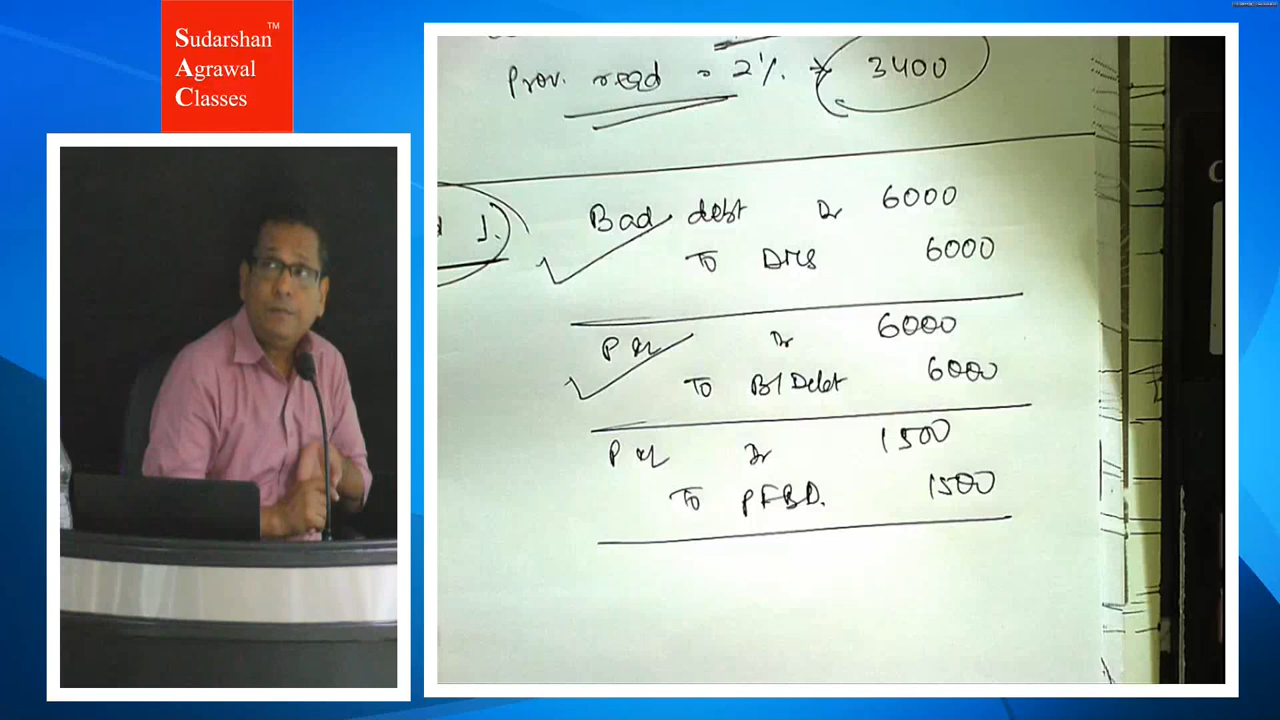 Sudarshan™
Agrawal
Classes
Prov. reqd = 2% → 3400
1.
Bad debt Dr 6000
To Drs 6000
P&L Dr 6000
To B/Debt 6000
P&L Dr 1500
To PFBD. 1500